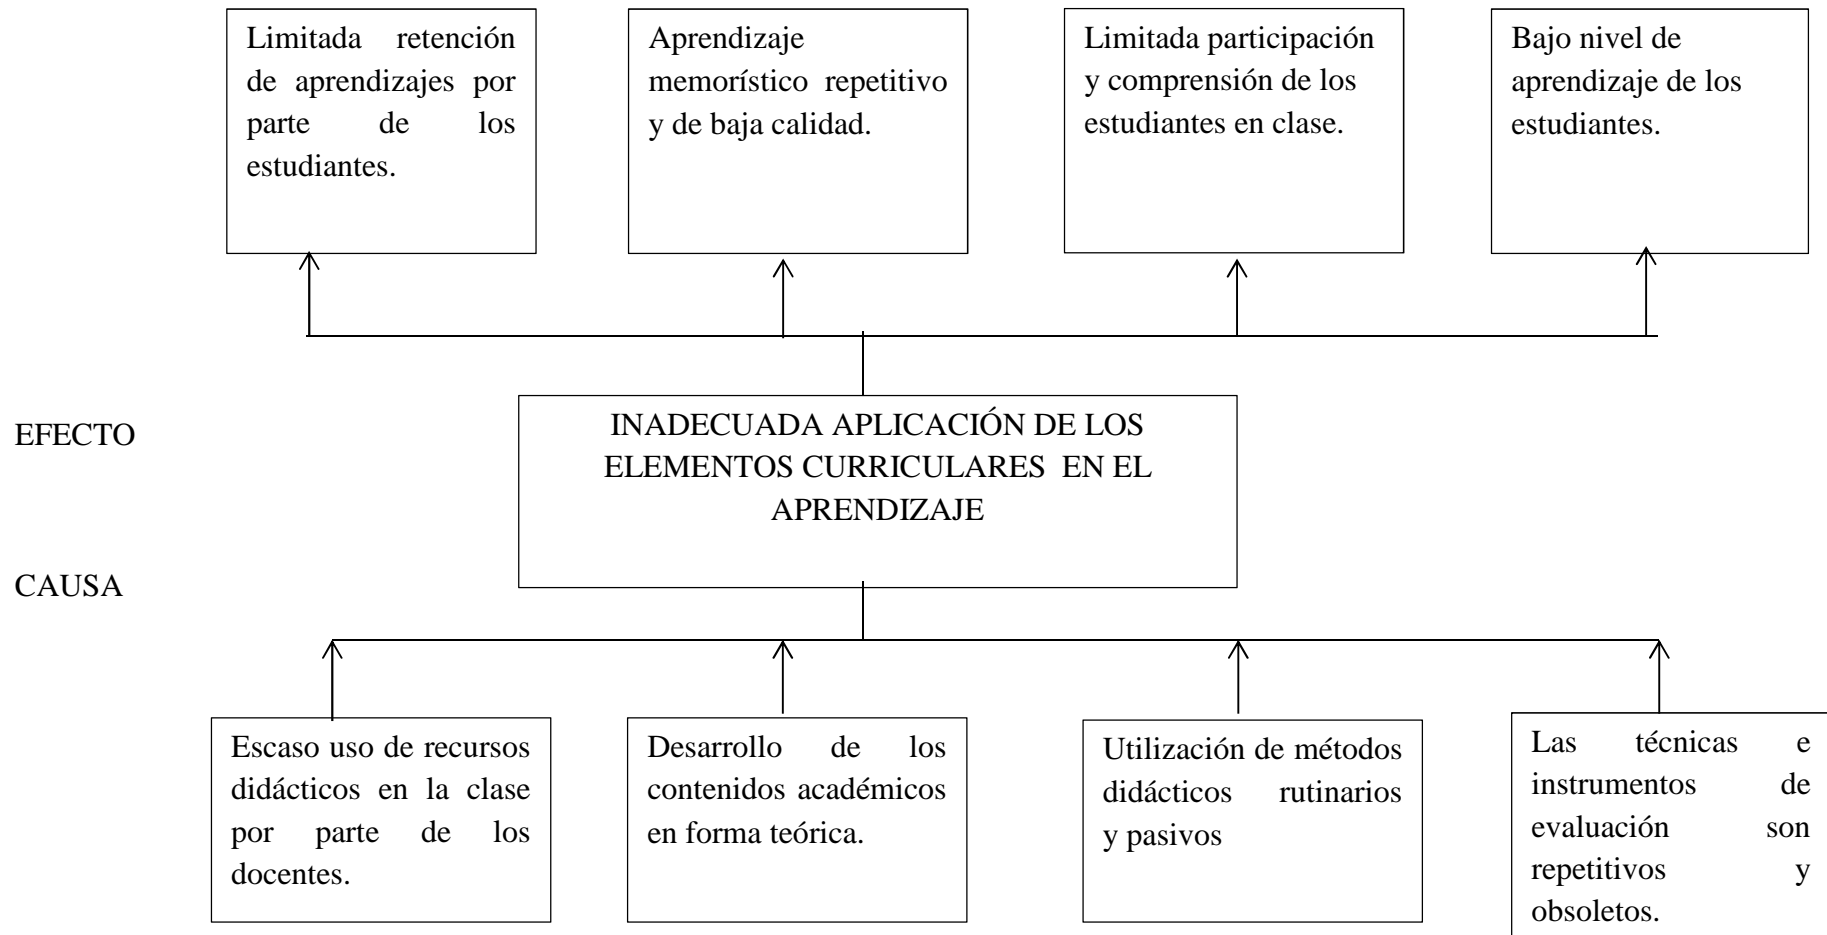 Limitada retención
de aprendizajes por
parte de los
estudiantes.
Aprendizaje
memorístico repetitivo
y de baja calidad.
Limitada participación
y comprensión de los
estudiantes en clase.
Bajo nivel de
aprendizaje de los
estudiantes.
EFECTO
INADECUADA APLICACIÓN DE LOS
ELEMENTOS CURRICULARES EN EL
APRENDIZAJE
CAUSA
Escaso uso de recursos
didácticos en la clase
por parte de los
docentes.
Desarrollo de los
contenidos académicos
en forma teórica.
Utilización de métodos
didácticos rutinarios
y pasivos
Las técnicas e
instrumentos de
evaluación son
repetitivos y
obsoletos.